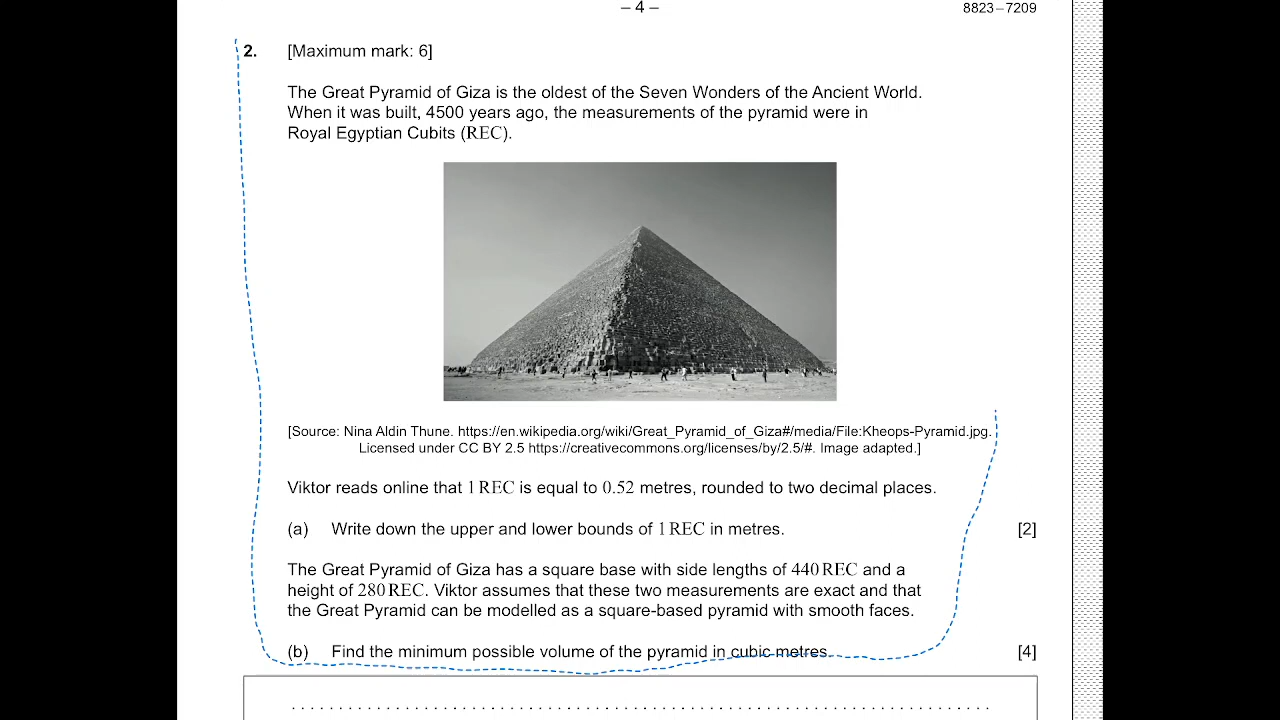 – 4 –
8823 – 7209
2. [Maximum mark: 6]
The Great Pyramid of Giza is the oldest of the Seven Wonders of the Ancient World.
When it was built, 4500 years ago, the measurements of the pyramid were in
Royal Egyptian Cubits (REC).
[Source: Nina Aldin Thune, https://en.wikipedia.org/wiki/Great_Pyramid_of_Giza#/media/File:Kheops-Pyramid.jpg.
Licensed under CC BY 2.5 https://creativecommons.org/licenses/by/2.5/#. Image adapted.]
Viktor reads online that 1 REC is equal to 0.52 metres, rounded to two decimal places.
(a) Write down the upper and lower bounds of 1 REC in metres. [2]
The Great Pyramid of Giza has a square base with side lengths of 440 REC and a
height of 280 REC. Viktor assumes that these two measurements are exact and that
the Great Pyramid can be modelled as a square-based pyramid with smooth faces.
(b) Find the minimum possible volume of the pyramid in cubic metres. [4]